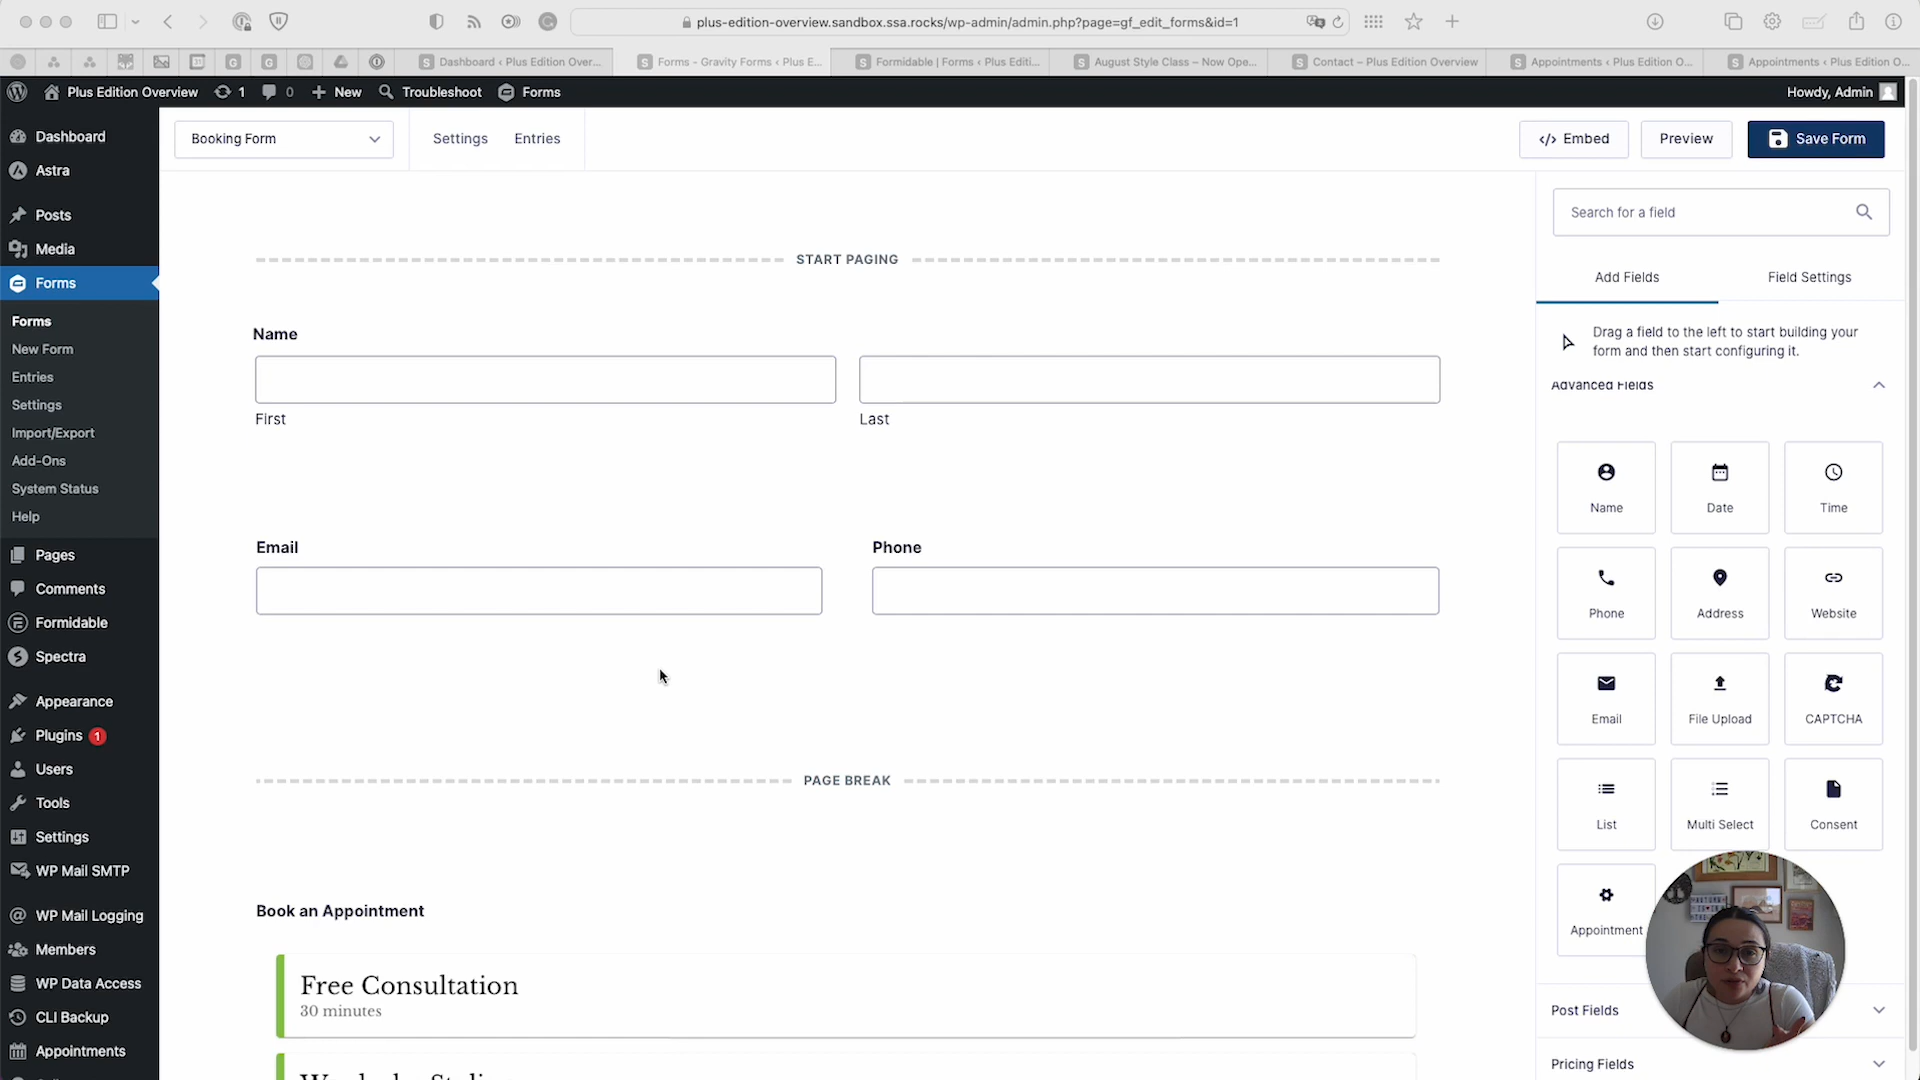 plus-edition-overview.sandbox.ssa.rocks/wp-admin/admin.php?page=gf_edit_forms&id=1
Dashboard ‹ Plus Edition Over...
Forms - Gravity Forms ‹ Plus E...
Formidable | Forms ‹ Plus Editi...
August Style Class – Now Ope...
Contact – Plus Edition Overview
Appointments ‹ Plus Edition O...
Appointments ‹ Plus Edition O...
Plus Edition Overview
1
0
New
Troubleshoot
Forms
Howdy, Admin
Dashboard
Astra
Posts
Media
Forms
Forms
New Form
Entries
Settings
Import/Export
Add-Ons
System Status
Help
Pages
Comments
Formidable
Spectra
Appearance
Plugins 1
Users
Tools
Settings
WP Mail SMTP
WP Mail Logging
Members
WP Data Access
CLI Backup
Appointments
Booking Form
Settings
Entries
Embed
Preview
Save Form
START PAGING
Name
First
Last
Email
Phone
PAGE BREAK
Book an Appointment
Free Consultation
30 minutes
Search for a field
Add Fields
Field Settings
Drag a field to the left to start building your
form and then start configuring it.
Advanced Fields
Name
Date
Time
Phone
Address
Website
Email
File Upload
CAPTCHA
List
Multi Select
Consent
Appointment
Post Fields
Pricing Fields